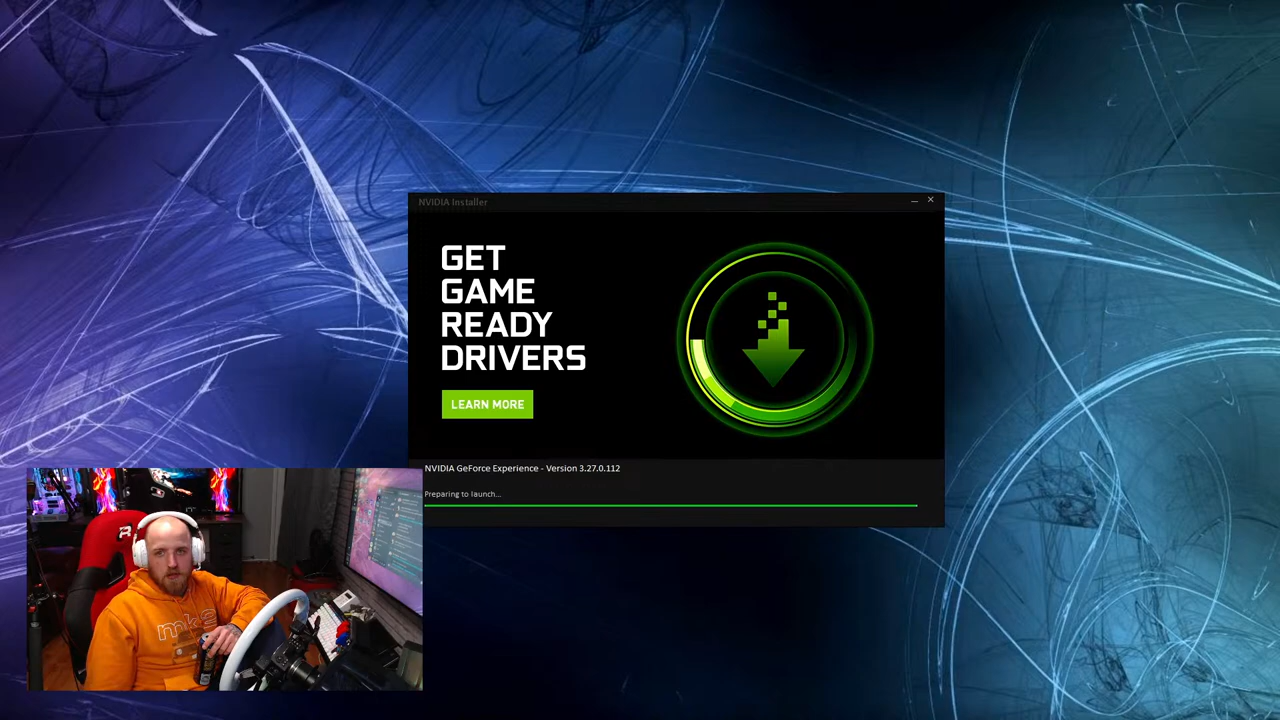 NVIDIA Installer
GET
GAME
READY
DRIVERS
LEARN MORE
NVIDIA GeForce Experience - Version 3.27.0.112
Preparing to launch...